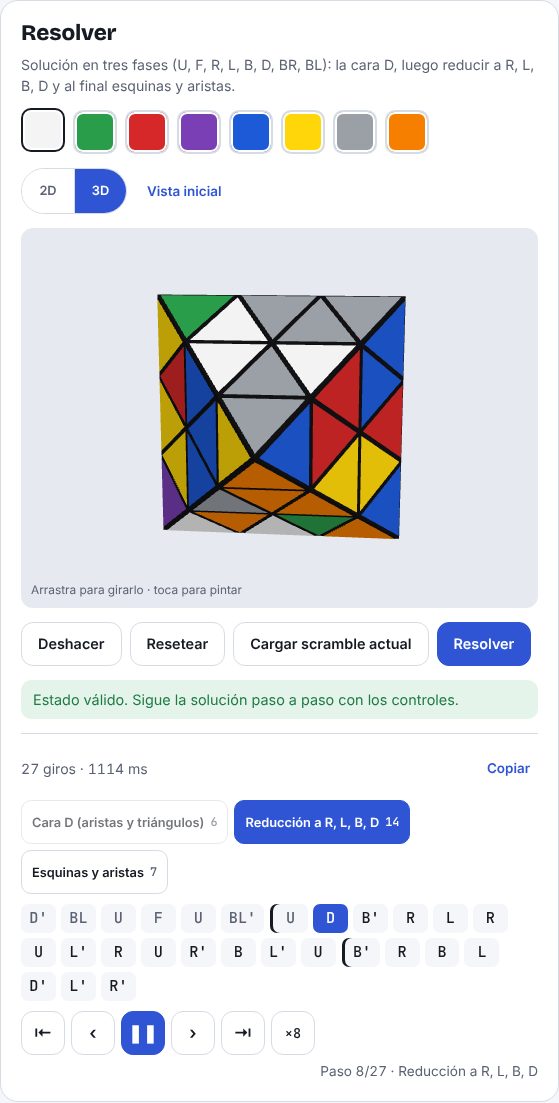 Resolver
Solución en tres fases (U, F, R, L, B, D, BR, BL): la cara D, luego reducir a R, L,
B, D y al final esquinas y aristas.
2D 3D Vista inicial
Arrastra para girarlo · toca para pintar
Deshacer Resetear Cargar scramble actual Resolver
Estado válido. Sigue la solución paso a paso con los controles.
27 giros · 1114 ms Copiar
Cara D (aristas y triángulos) 6 Reducción a R, L, B, D 14
Esquinas y aristas 7
D' BL U F U BL' U D B' R L R
U L' R U R' B L' U B' R B L
D' L' R'
×8
Paso 8/27 · Reducción a R, L, B, D